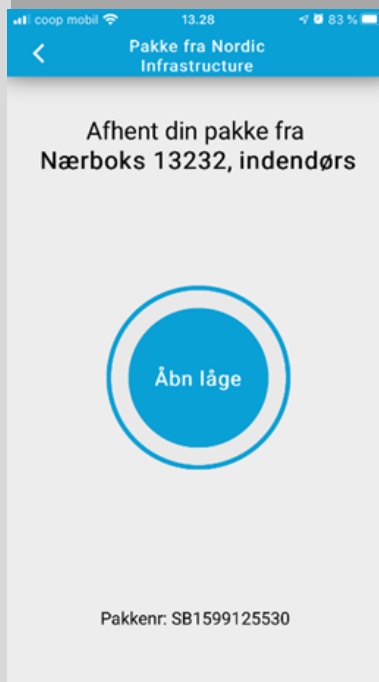 coop mobil 13.28 83 %
Pakke fra Nordic
Infrastructure
Afhent din pakke fra
Nærboks 13232, indendørs
Åbn låge
Pakkenr: SB1599125530